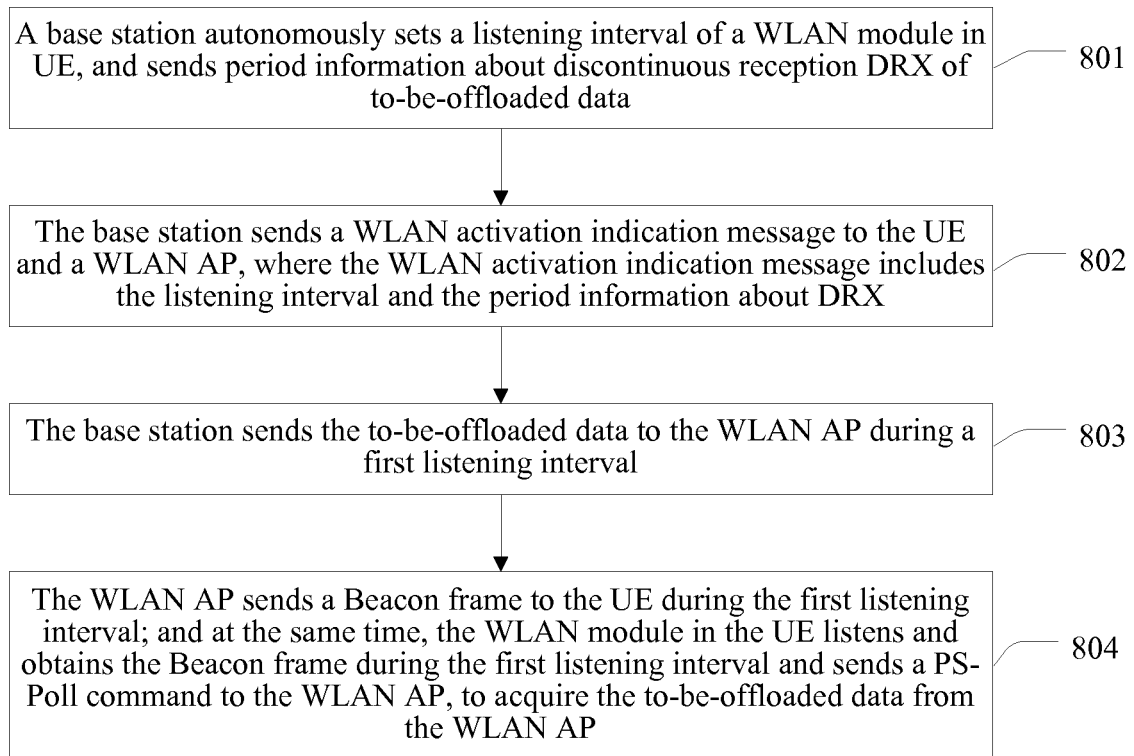 A base station autonomously sets a listening interval of a WLAN module in
UE, and sends period information about discontinuous reception DRX of
to-be-offloaded data
801
The base station sends a WLAN activation indication message to the UE
and a WLAN AP, where the WLAN activation indication message includes
the listening interval and the period information about DRX
802
The base station sends the to-be-offloaded data to the WLAN AP during a
first listening interval
803
The WLAN AP sends a Beacon frame to the UE during the first listening
interval; and at the same time, the WLAN module in the UE listens and
obtains the Beacon frame during the first listening interval and sends a PS-
Poll command to the WLAN AP, to acquire the to-be-offloaded data from
the WLAN AP
804